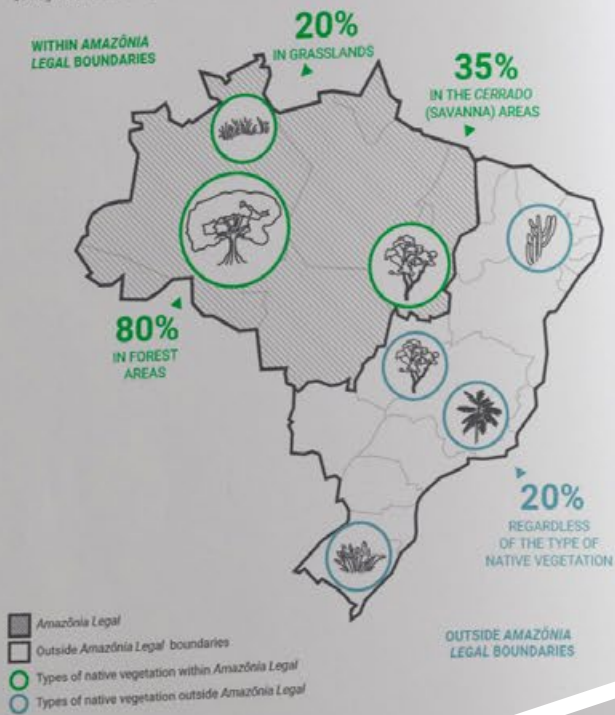 WITHIN AMAZÔNIA
LEGAL BOUNDARIES
20%
IN GRASSLANDS
35%
IN THE CERRADO
(SAVANNA) AREAS
80%
IN FOREST
AREAS
20%
REGARDLESS
OF THE TYPE OF
NATIVE VEGETATION
OUTSIDE AMAZÔNIA
LEGAL BOUNDARIES
Amazônia Legal
Outside Amazônia Legal boundaries
Types of native vegetation within Amazônia Legal
Types of native vegetation outside Amazônia Legal